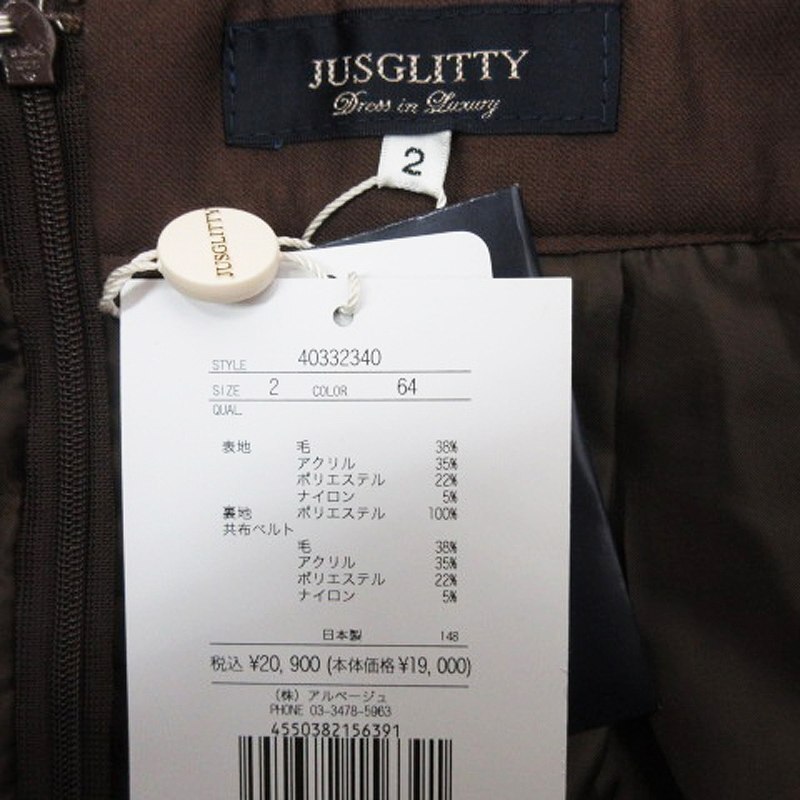 JUSGLITTY
Dress in Luxury
2
JUSGLITTY
STYLE 40332340
SIZE 2 COLOR 64
QUAL
表地 毛 38%
アクリル 35%
ポリエステル 22%
ナイロン 5%
裏地 ポリエステル 100%
共布ベルト
毛 38%
アクリル 35%
ポリエステル 22%
ナイロン 5%
日本製 148
税込 ¥20,900 (本体価格 ¥19,000)
(株) アルページュ
PHONE 03-3478-5963
4550382156391